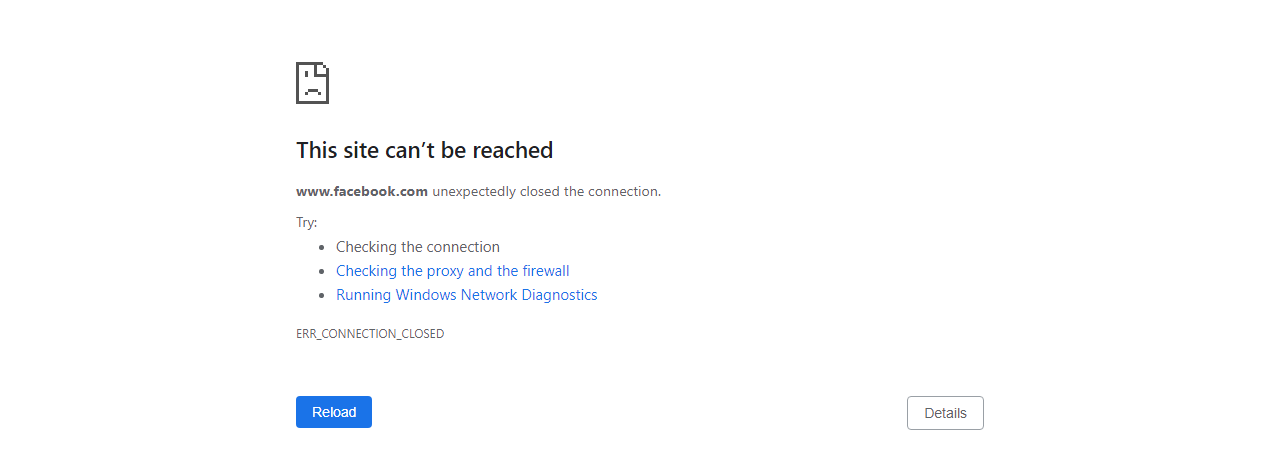 This site can’t be reached
www.facebook.com unexpectedly closed the connection.
Try:
Checking the connection
Checking the proxy and the firewall
Running Windows Network Diagnostics
ERR_CONNECTION_CLOSED
Reload
Details